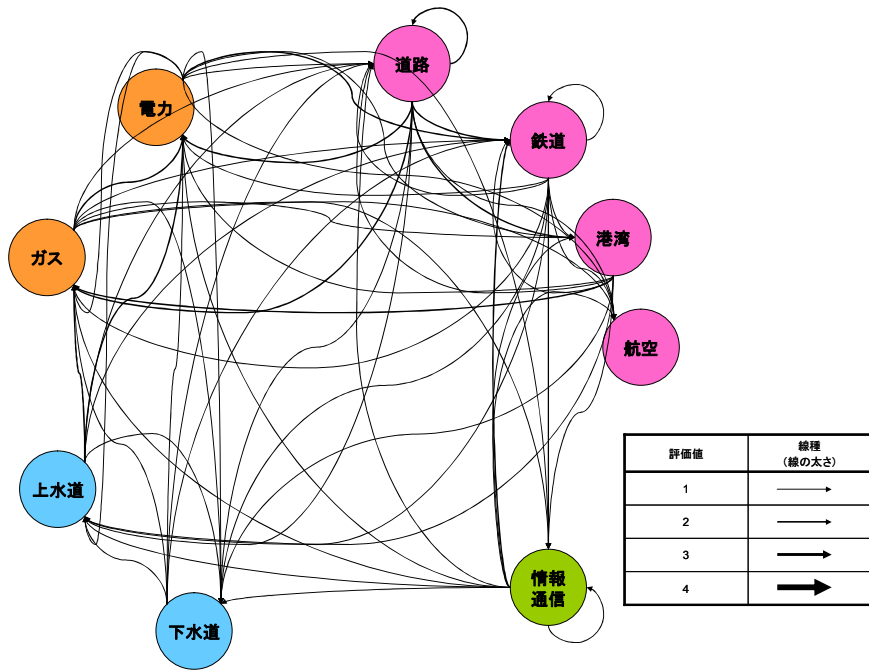 道路
電力
鉄道
港湾
ガス
航空
評価値
線種
(線の太さ)
1
2
3
4
上水道
情報
通信
下水道